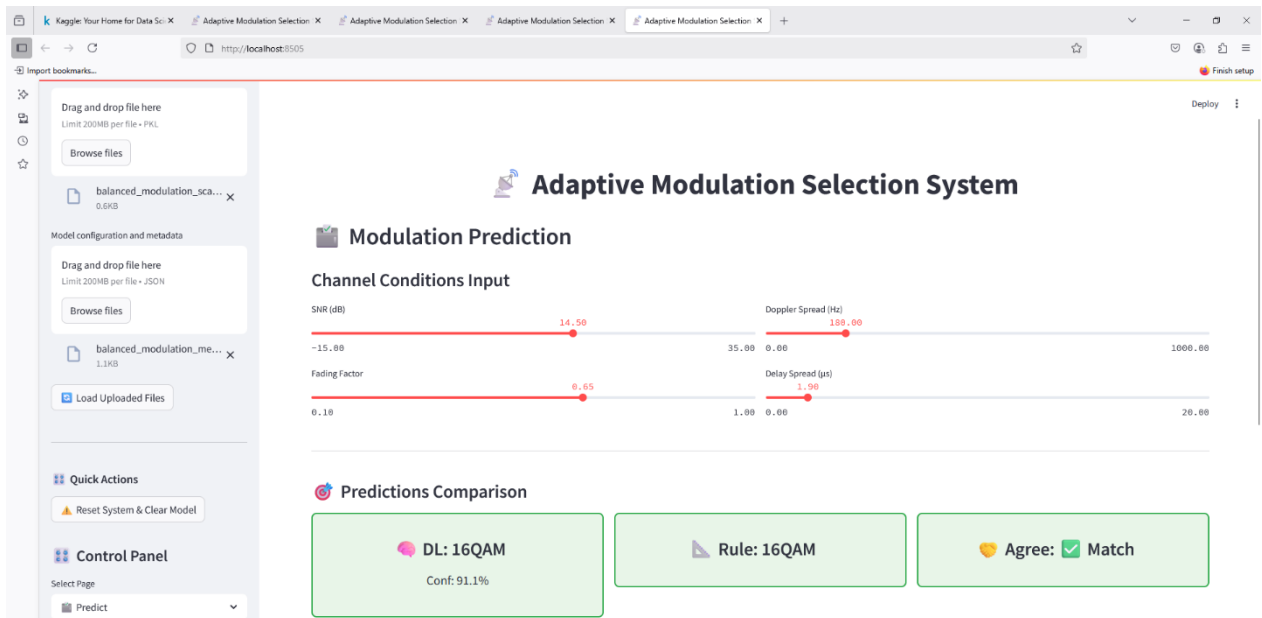 Kaggle: Your Home for Data Sci
Adaptive Modulation Selection
Adaptive Modulation Selection
Adaptive Modulation Selection
Adaptive Modulation Selection
http://localhost:8505
Import bookmarks...
Finish setup
Drag and drop file here
Limit 200MB per file • PKL
Browse files
balanced_modulation_sca...
0.6KB
Model configuration and metadata
Drag and drop file here
Limit 200MB per file • JSON
Browse files
balanced_modulation_me...
1.1KB
Load Uploaded Files
Quick Actions
Reset System & Clear Model
Control Panel
Select Page
Predict
Deploy
Adaptive Modulation Selection System
Modulation Prediction
Channel Conditions Input
SNR (dB)
14.50
-15.00 35.00
Doppler Spread (Hz)
180.00
0.00 1000.00
Fading Factor
0.65
0.10 1.00
Delay Spread (μs)
1.90
0.00 20.00
Predictions Comparison
DL: 16QAM
Conf: 91.1%
Rule: 16QAM
Agree: ✅ Match